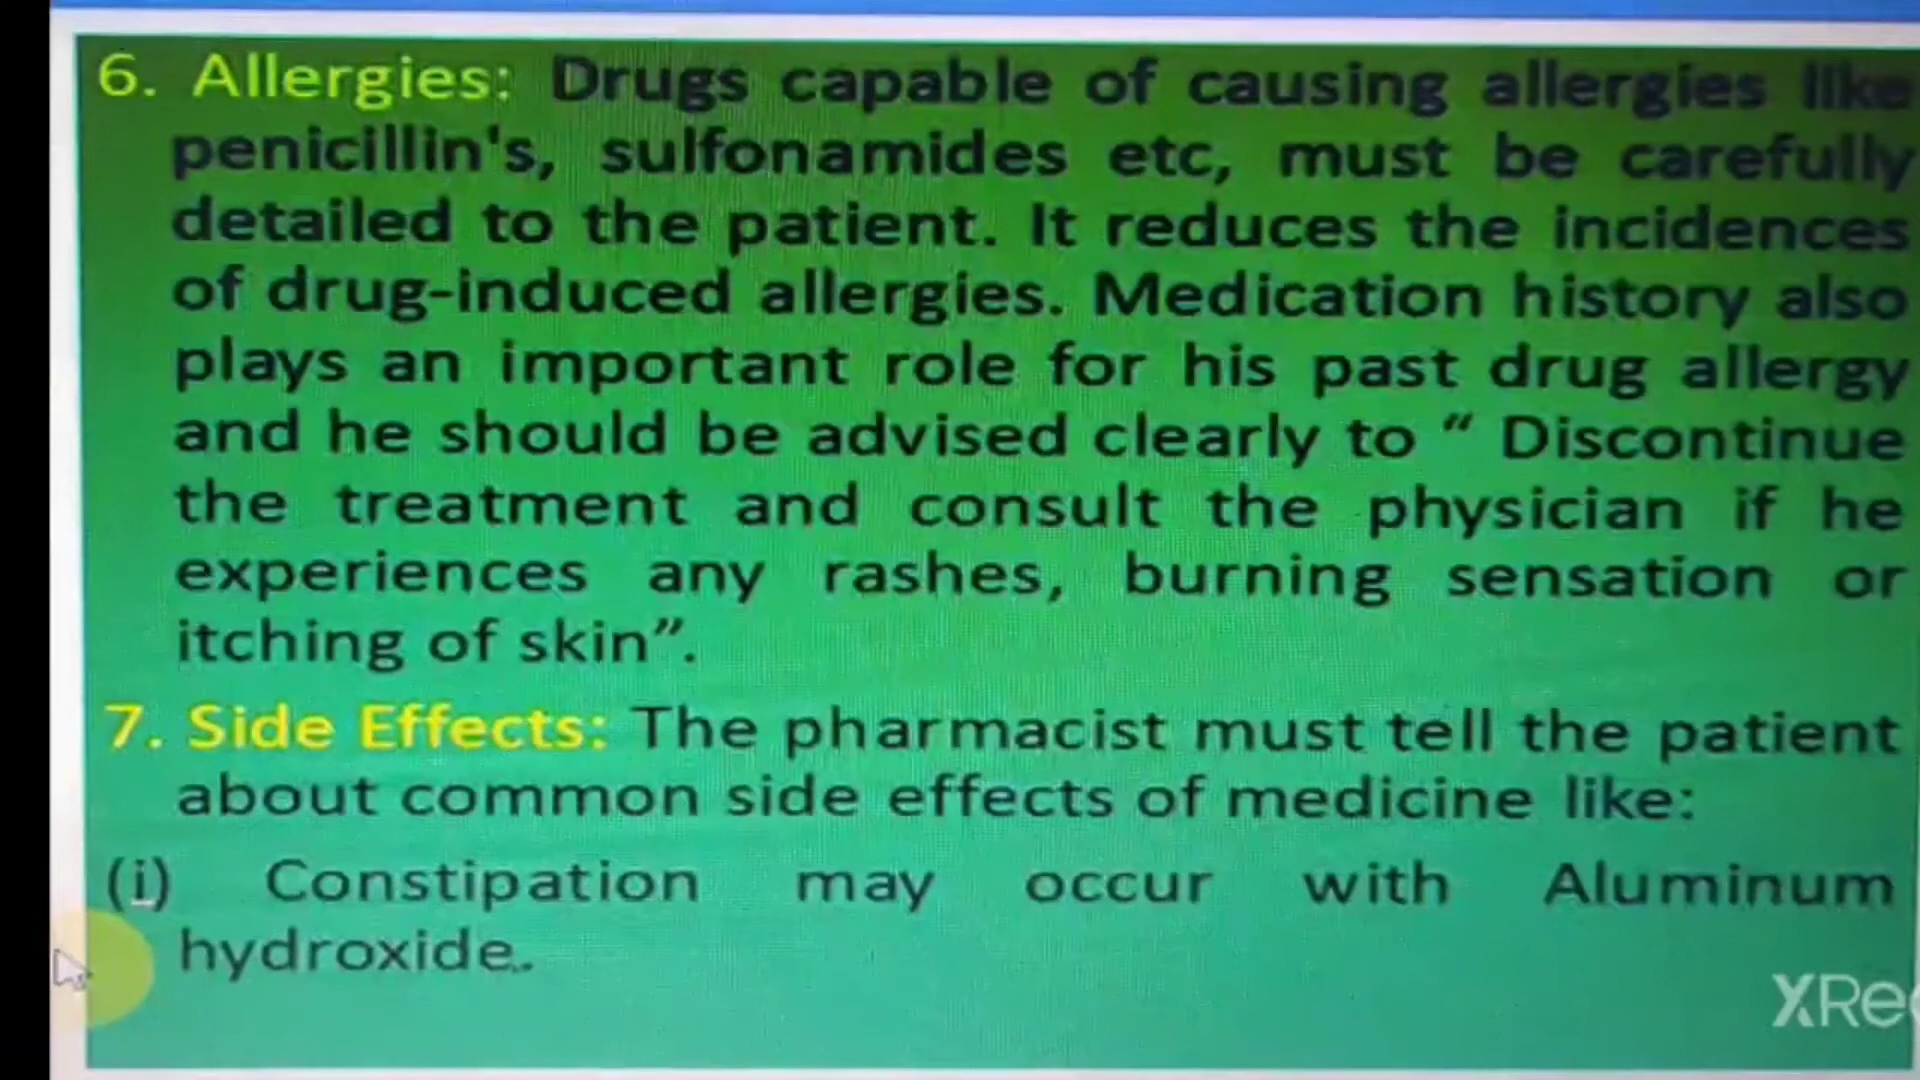 6. Allergies: Drugs capable of causing allergies like
penicillin's, sulfonamides etc, must be carefully
detailed to the patient. It reduces the incidences
of drug-induced allergies. Medication history also
plays an important role for his past drug allergy
and he should be advised clearly to “ Discontinue
the treatment and consult the physician if he
experiences any rashes, burning sensation or
itching of skin”.
7. Side Effects: The pharmacist must tell the patient
about common side effects of medicine like:
(i) Constipation may occur with Aluminum
hydroxide..
XRec